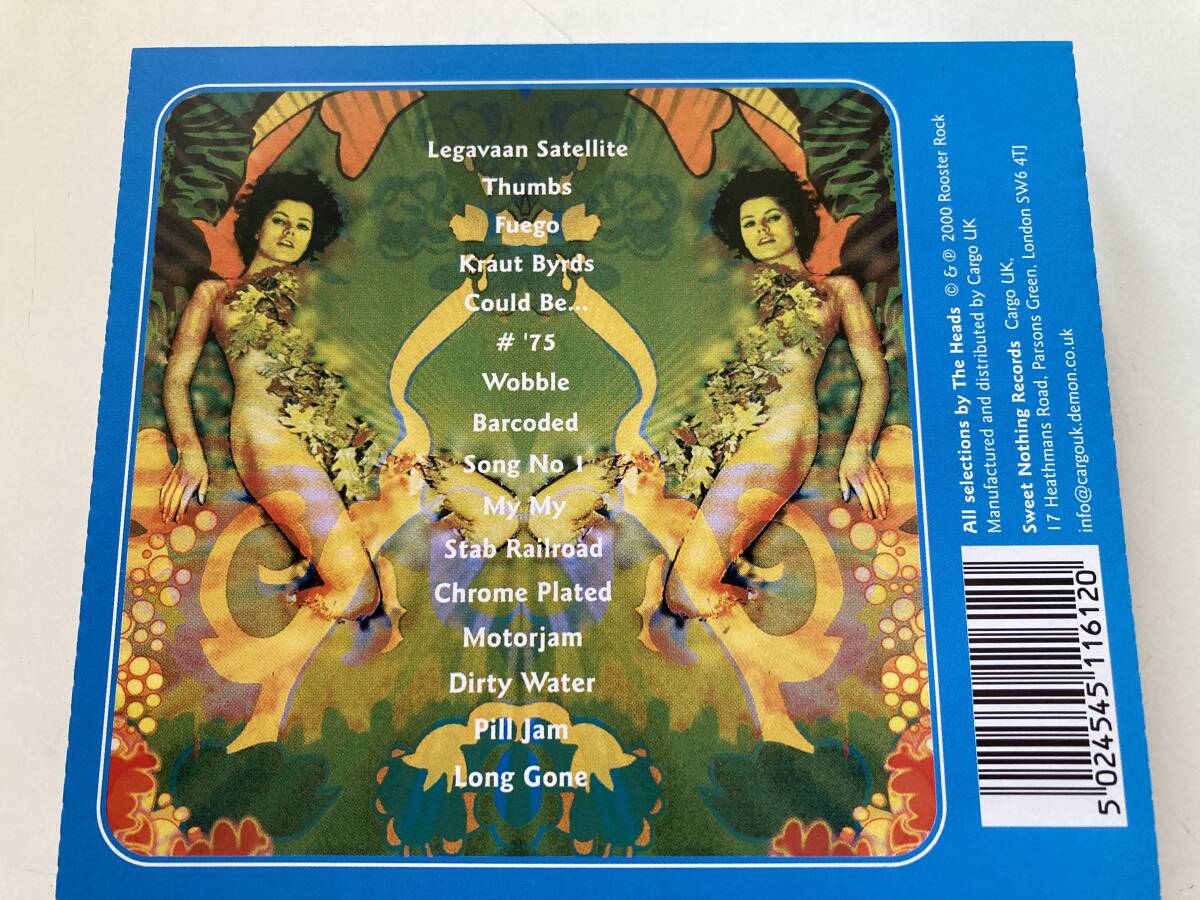 Legavaan Satellite
Thumbs
Fuego
Kraut Byrds
Could Be...
# '75
Wobble
Barcoded
Song No 1
My My
Stab Railroad
Chrome Plated
Motorjam
Dirty Water
Pill Jam
Long Gone
All selections by The Heads © & ℗ 2000 Rooster Rock
Manufactured and distributed by Cargo UK
Sweet Nothing Records Cargo UK,
17 Heathmans Road, Parsons Green, London SW6 4TJ
info@cargouk.demon.co.uk
5 024545 116120